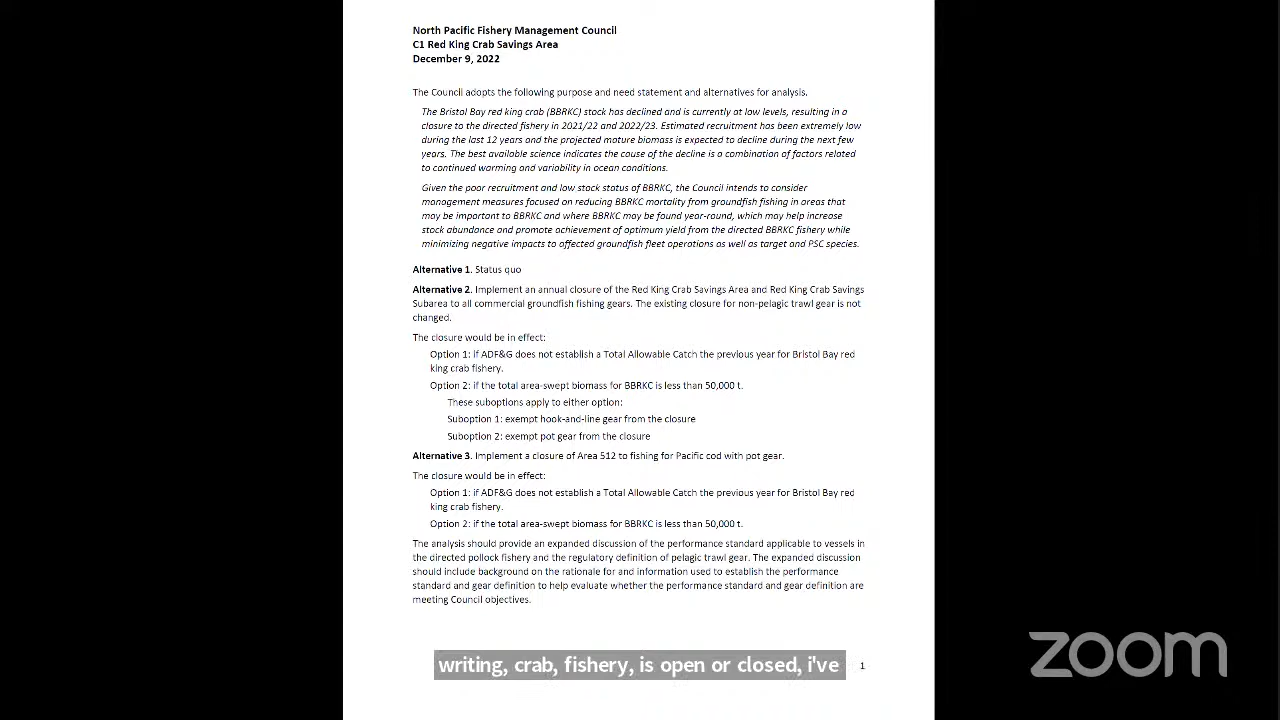 North Pacific Fishery Management Council
C1 Red King Crab Savings Area
December 9, 2022
The Council adopts the following purpose and need statement and alternatives for analysis.
The Bristol Bay red king crab (BBRKC) stock has declined and is currently at low levels, resulting in a
closure to the directed fishery in 2021/22 and 2022/23. Estimated recruitment has been extremely low
during the last 12 years and the projected mature biomass is expected to decline during the next few
years. The best available science indicates the cause of the decline is a combination of factors related
to continued warming and variability in ocean conditions.
Given the poor recruitment and low stock status of BBRKC, the Council intends to consider
management measures focused on reducing BBRKC mortality from groundfish fishing in areas that
may be important to BBRKC and where BBRKC may be found year-round, which may help increase
stock abundance and promote achievement of optimum yield from the directed BBRKC fishery while
minimizing negative impacts to affected groundfish fleet operations as well as target and PSC species.
Alternative 1. Status quo
Alternative 2. Implement an annual closure of the Red King Crab Savings Area and Red King Crab Savings
Subarea to all commercial groundfish fishing gears. The existing closure for non-pelagic trawl gear is not
changed.
The closure would be in effect:
Option 1: if ADF&G does not establish a Total Allowable Catch the previous year for Bristol Bay red
king crab fishery.
Option 2: if the total area-swept biomass for BBRKC is less than 50,000 t.
These suboptions apply to either option:
Suboption 1: exempt hook-and-line gear from the closure
Suboption 2: exempt pot gear from the closure
Alternative 3. Implement a closure of Area 512 to fishing for Pacific cod with pot gear.
The closure would be in effect:
Option 1: if ADF&G does not establish a Total Allowable Catch the previous year for Bristol Bay red
king crab fishery.
Option 2: if the total area-swept biomass for BBRKC is less than 50,000 t.
The analysis should provide an expanded discussion of the performance standard applicable to vessels in
the directed pollock fishery and the regulatory definition of pelagic trawl gear. The expanded discussion
should include background on the rationale for and information used to establish the performance
standard and gear definition to help evaluate whether the performance standard and gear definition are
meeting Council objectives.
writing, crab, fishery, is open or closed, i've
1
zoom